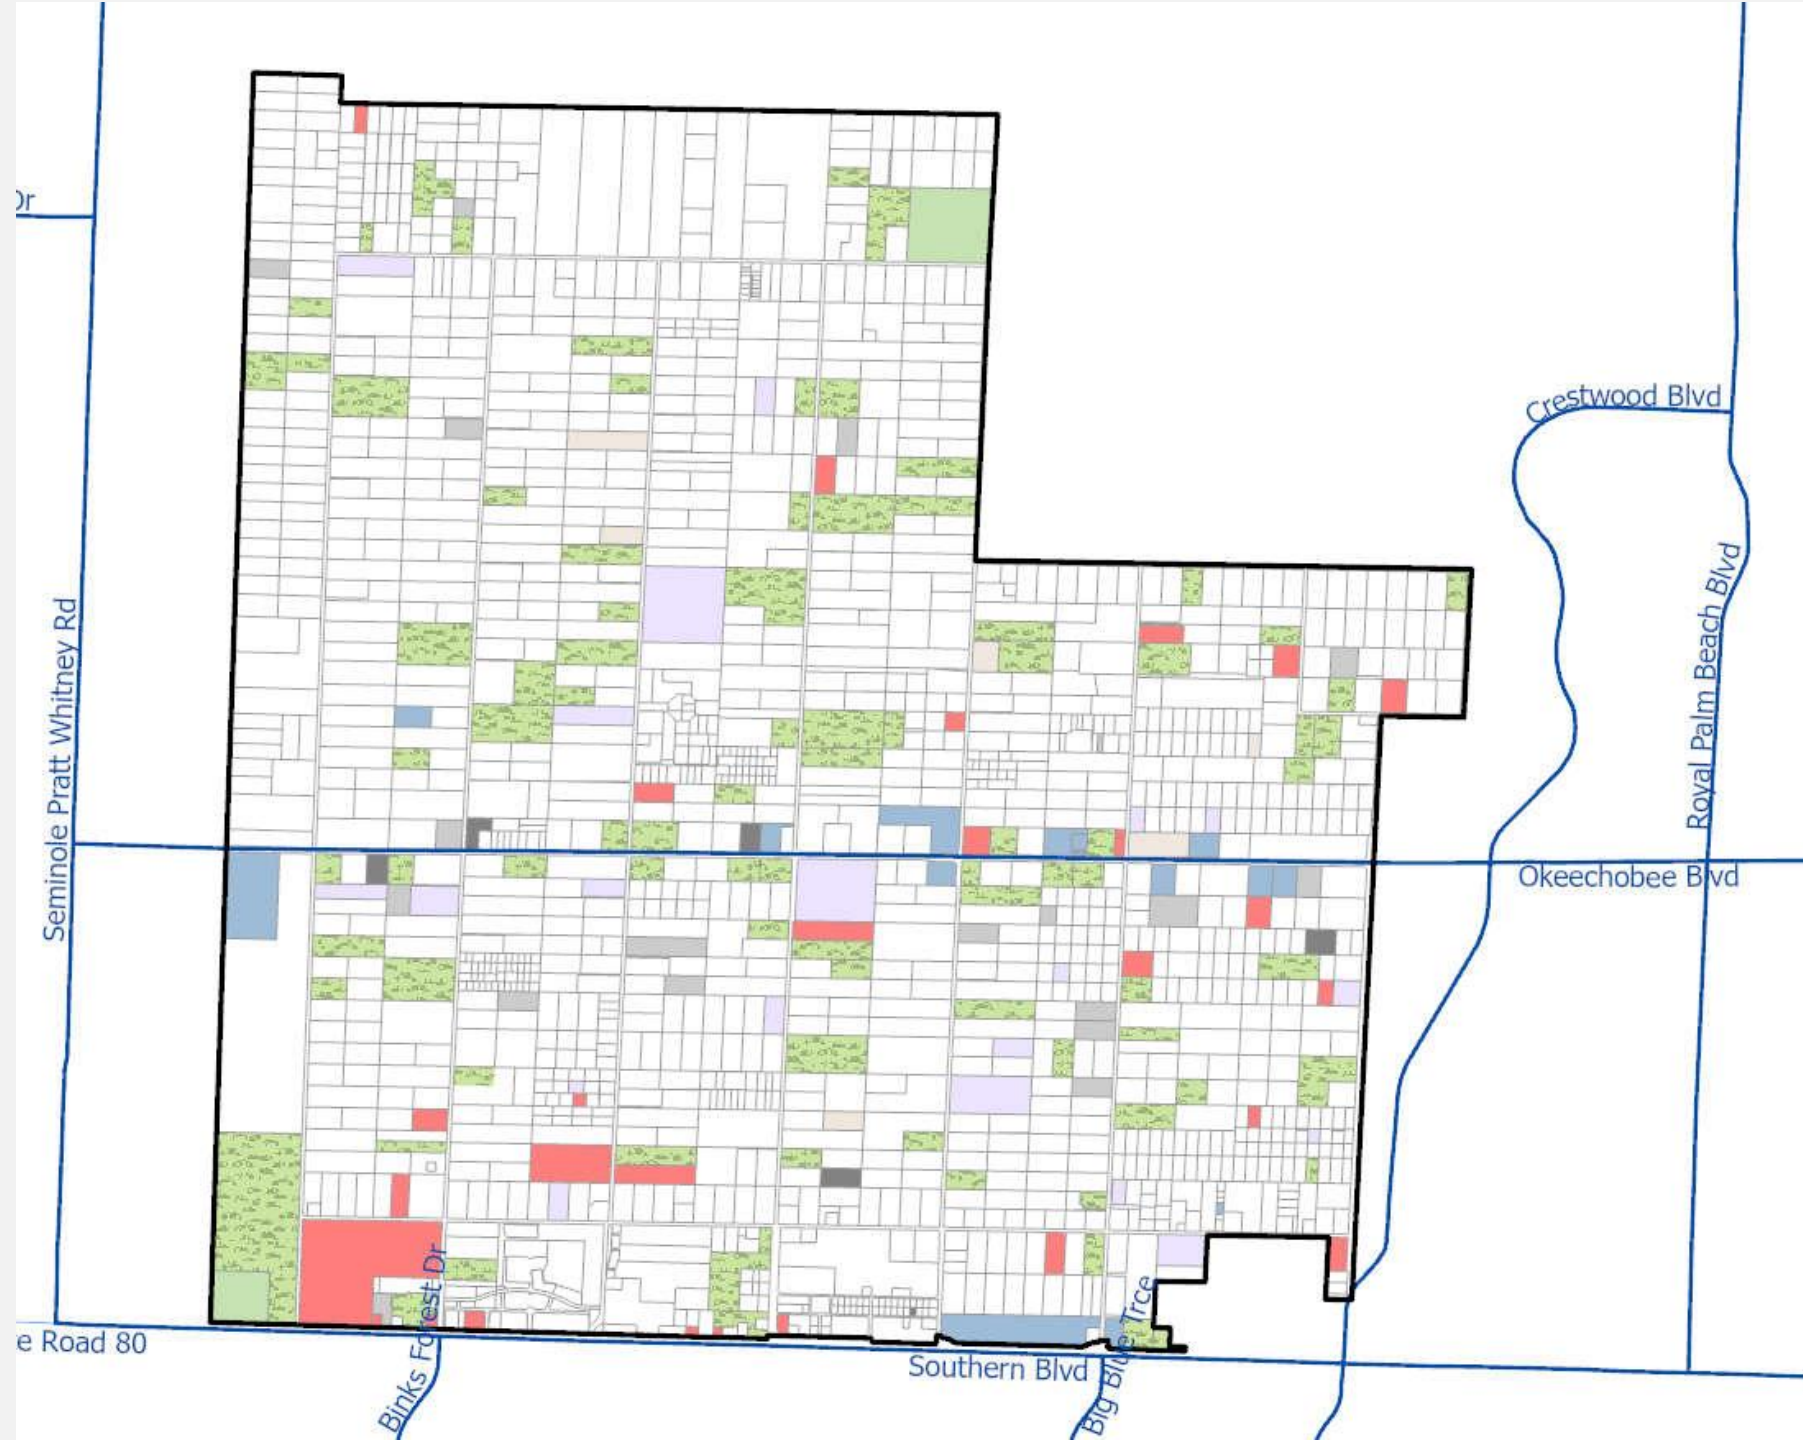 Dr
Crestwood Blvd
Royal Palm Beach Blvd
Seminole Pratt Whitney Rd
Okeechobee Blvd
e Road 80
Binks Forest Dr
Southern Blvd
Big Blue Trce